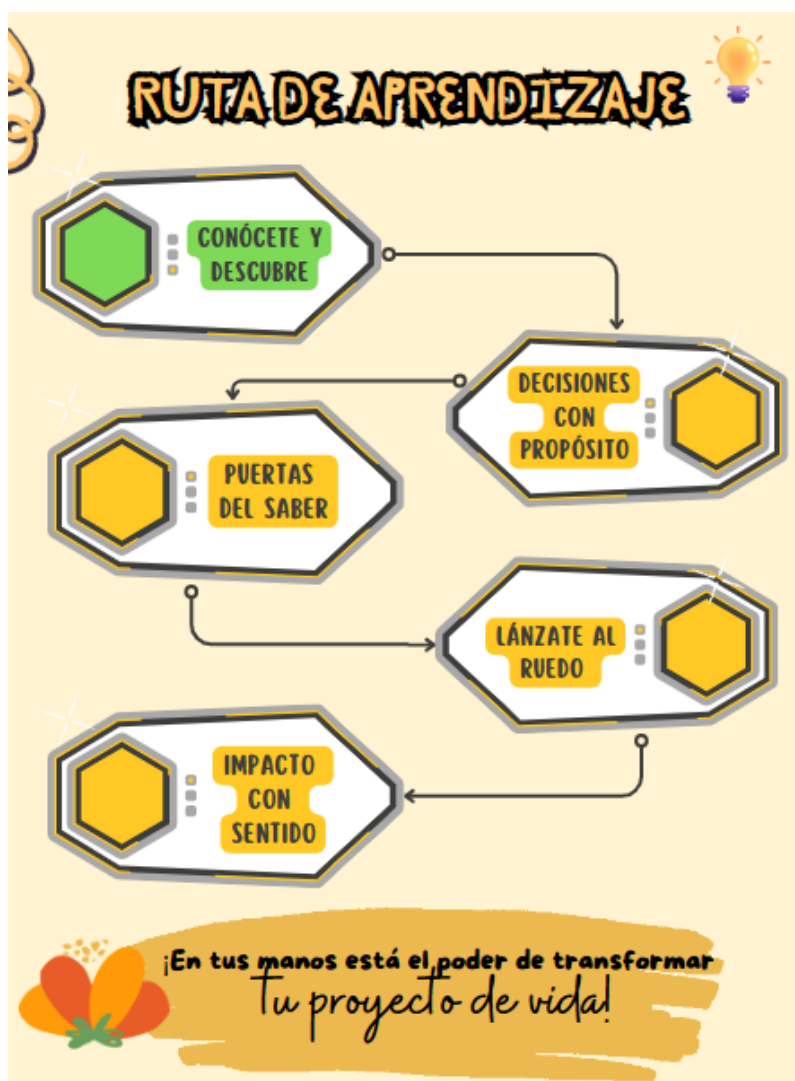 RUTA DE APRENDIZAJE
CONÓCETE Y
DESCUBRE
DECISIONES
CON
PROPÓSITO
PUERTAS
DEL SABER
LÁNZATE AL
RUEDO
IMPACTO
CON
SENTIDO
¡En tus manos está el poder de transformar
Tu proyecto de vida!